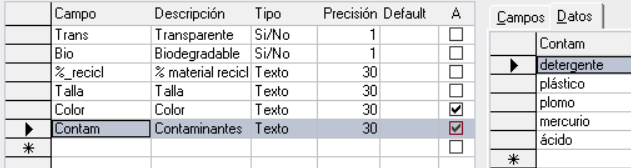 Campo Descripción Tipo Precisión Default A
Trans Transparente Si/No 1
Bio Biodegradable Si/No 1
%_recicl % material recicl Texto 30
Talla Talla Texto 30
Color Color Texto 30
Contam Contaminantes Texto 30
Campos Datos
Contam
detergente
plástico
plomo
mercurio
ácido